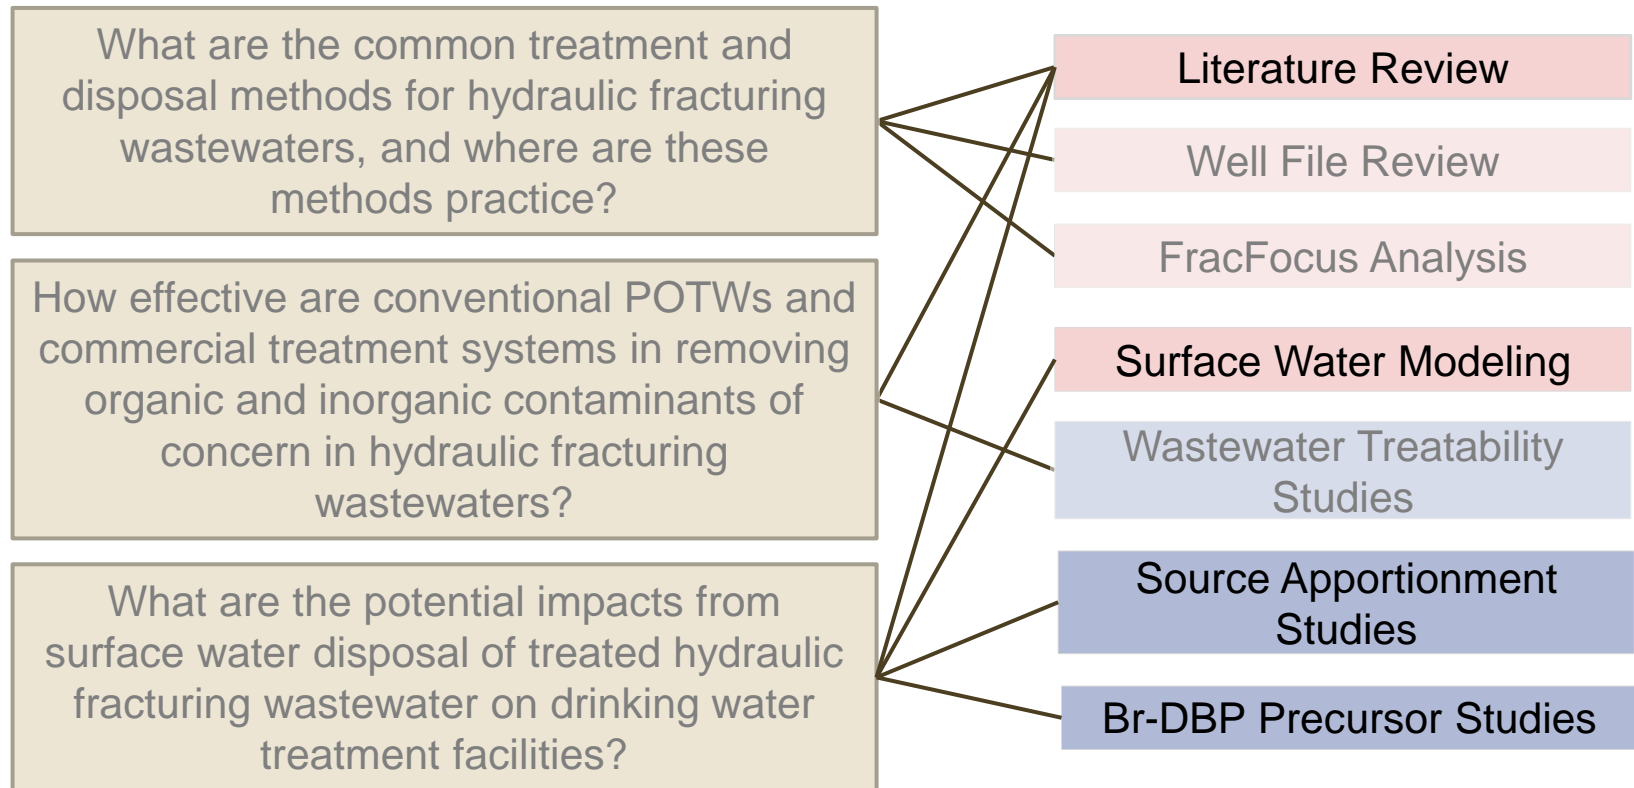 What are the common treatment and
disposal methods for hydraulic fracturing
wastewaters, and where are these
methods practice?
How effective are conventional POTWs and
commercial treatment systems in removing
organic and inorganic contaminants of
concern in hydraulic fracturing
wastewaters?
What are the potential impacts from
surface water disposal of treated hydraulic
fracturing wastewater on drinking water
treatment facilities?
Literature Review
Well File Review
FracFocus Analysis
Surface Water Modeling
Wastewater Treatability
Studies
Source Apportionment
Studies
Br-DBP Precursor Studies